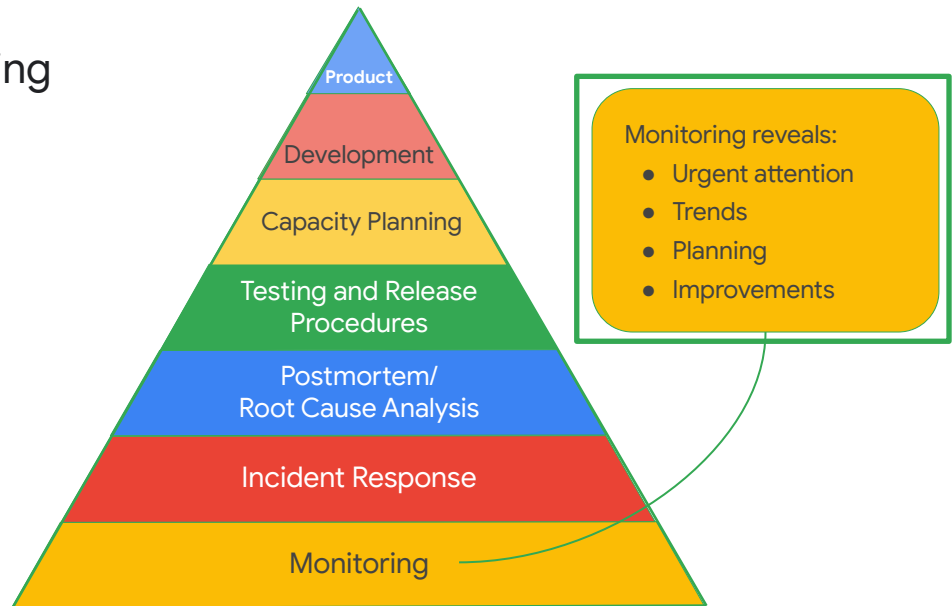 ing
Product
Development
Capacity Planning
Testing and Release
Procedures
Postmortem/
Root Cause Analysis
Incident Response
Monitoring
Monitoring reveals:
● Urgent attention
● Trends
● Planning
● Improvements